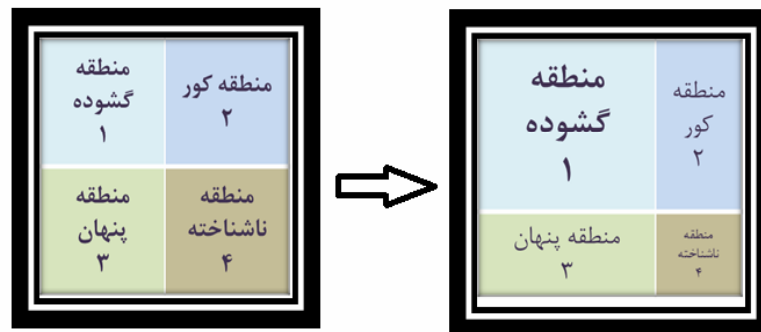 منطقه
گشوده
۱
منطقه کور
۲
منطقه
پنهان
۳
منطقه
ناشناخته
۴
منطقه
گشوده
۱
منطقه
کور
۲
منطقه پنهان
۳
منطقه
ناشناخته
۴